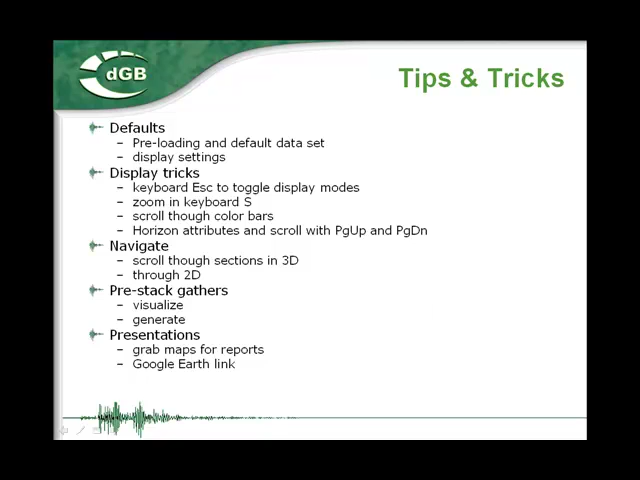 dGB
Tips & Tricks
Defaults
– Pre-loading and default data set
– display settings
Display tricks
– keyboard Esc to toggle display modes
– zoom in keyboard S
– scroll though color bars
– Horizon attributes and scroll with PgUp and PgDn
Navigate
– scroll though sections in 3D
– through 2D
Pre-stack gathers
– visualize
– generate
Presentations
– grab maps for reports
– Google Earth link